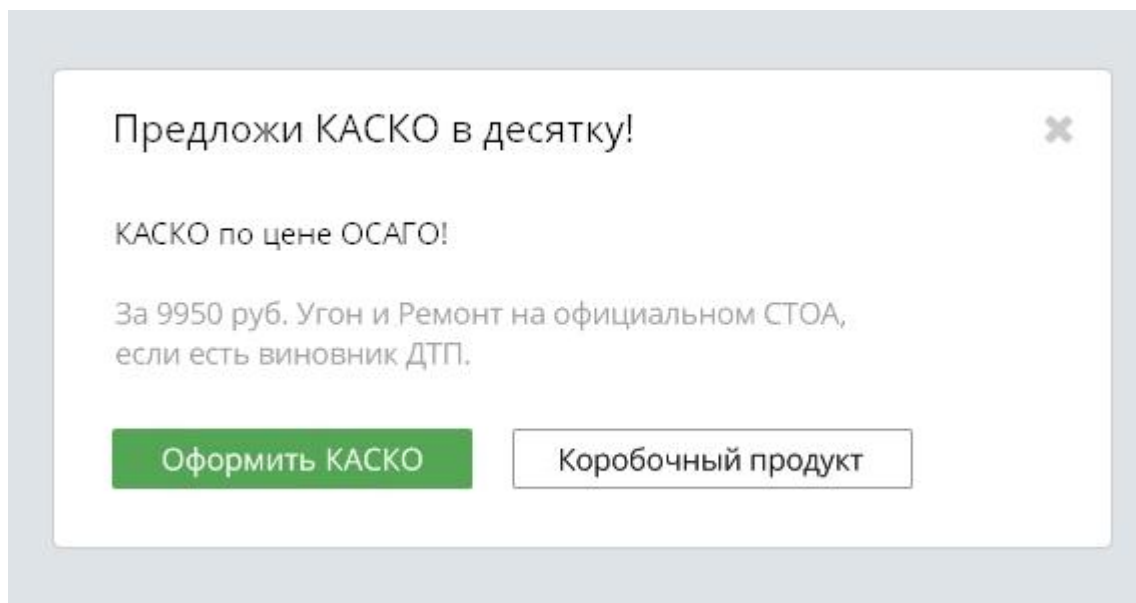 Предложи КАСКО в десятку!
КАСКО по цене ОСАГО!
За 9950 руб. Угон и Ремонт на официальном СТОА,
если есть виновник ДТП.
Оформить КАСКО
Коробочный продукт